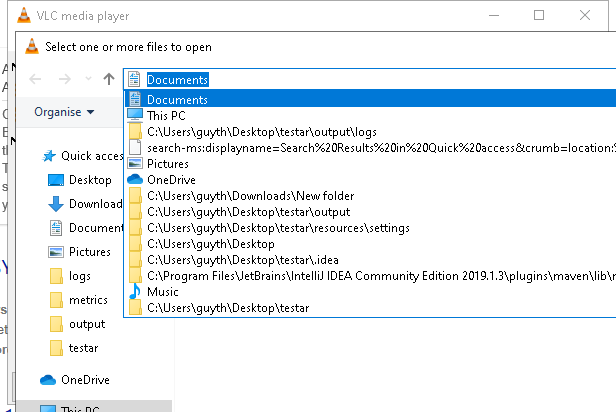 VLC media player
Select one or more files to open
Documents
Documents
This PC
C:\Users\guyth\Desktop\testar\output\logs
search-ms:displayname=Search%20Results%20in%20Quick%20access&crumb=location:
Pictures
OneDrive
C:\Users\guyth\Downloads\New folder
C:\Users\guyth\Desktop\testar\output
C:\Users\guyth\Desktop\testar\resources\settings
C:\Users\guyth\Desktop
C:\Users\guyth\Desktop\testar\.idea
C:\Program Files\JetBrains\IntelliJ IDEA Community Edition 2019.1.3\plugins\maven\lib\
Music
C:\Users\guyth\Desktop\testar
Organise
Quick acces
Desktop
Download
Document
Pictures
logs
metrics
output
testar
OneDrive
This PC